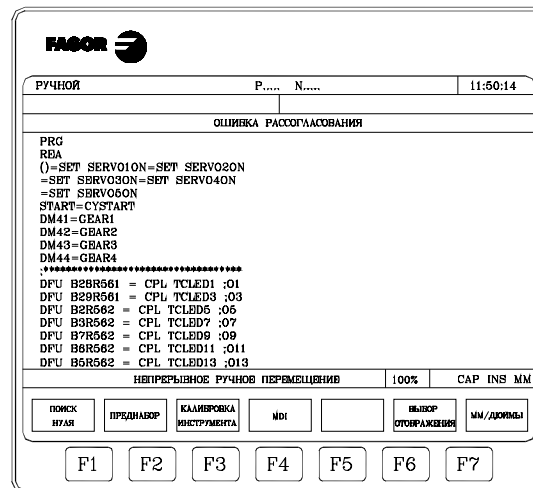 FAGOR
РУЧНОЙ P..... N..... 11:50:14
ОШИБКА РАССОГЛАСОВАНИЯ
PRG
REA
()=SET SERVO1ON=SET SERVO2ON
=SET SERVO3ON=SET SERVO4ON
=SET SERVO5ON
START=CYSTART
DM41=GEAR1
DM42=GEAR2
DM43=GEAR3
DM44=GEAR4
;***********************************
DFU B28R561 = CPL TCLED1 ;O1
DFU B29R561 = CPL TCLED3 ;O3
DFU B2R562 = CPL TCLED5 ;O5
DFU B3R562 = CPL TCLED7 ;O7
DFU B7R562 = CPL TCLED9 ;O9
DFU B6R562 = CPL TCLED11 ;O11
DFU B5R562 = CPL TCLED13 ;O13
НЕПРЕРЫВНОЕ РУЧНОЕ ПЕРЕМЕЩЕНИЕ 100% CAP INS MM
ПОИСК НУЛЯ
ПРЕДНАБОР
КАЛИБРОВКА ИНСТРУМЕНТА
MDI
ВЫБОР ОТОБРАЖЕНИЯ
ММ/ДЮЙМЫ
F1 F2 F3 F4 F5 F6 F7